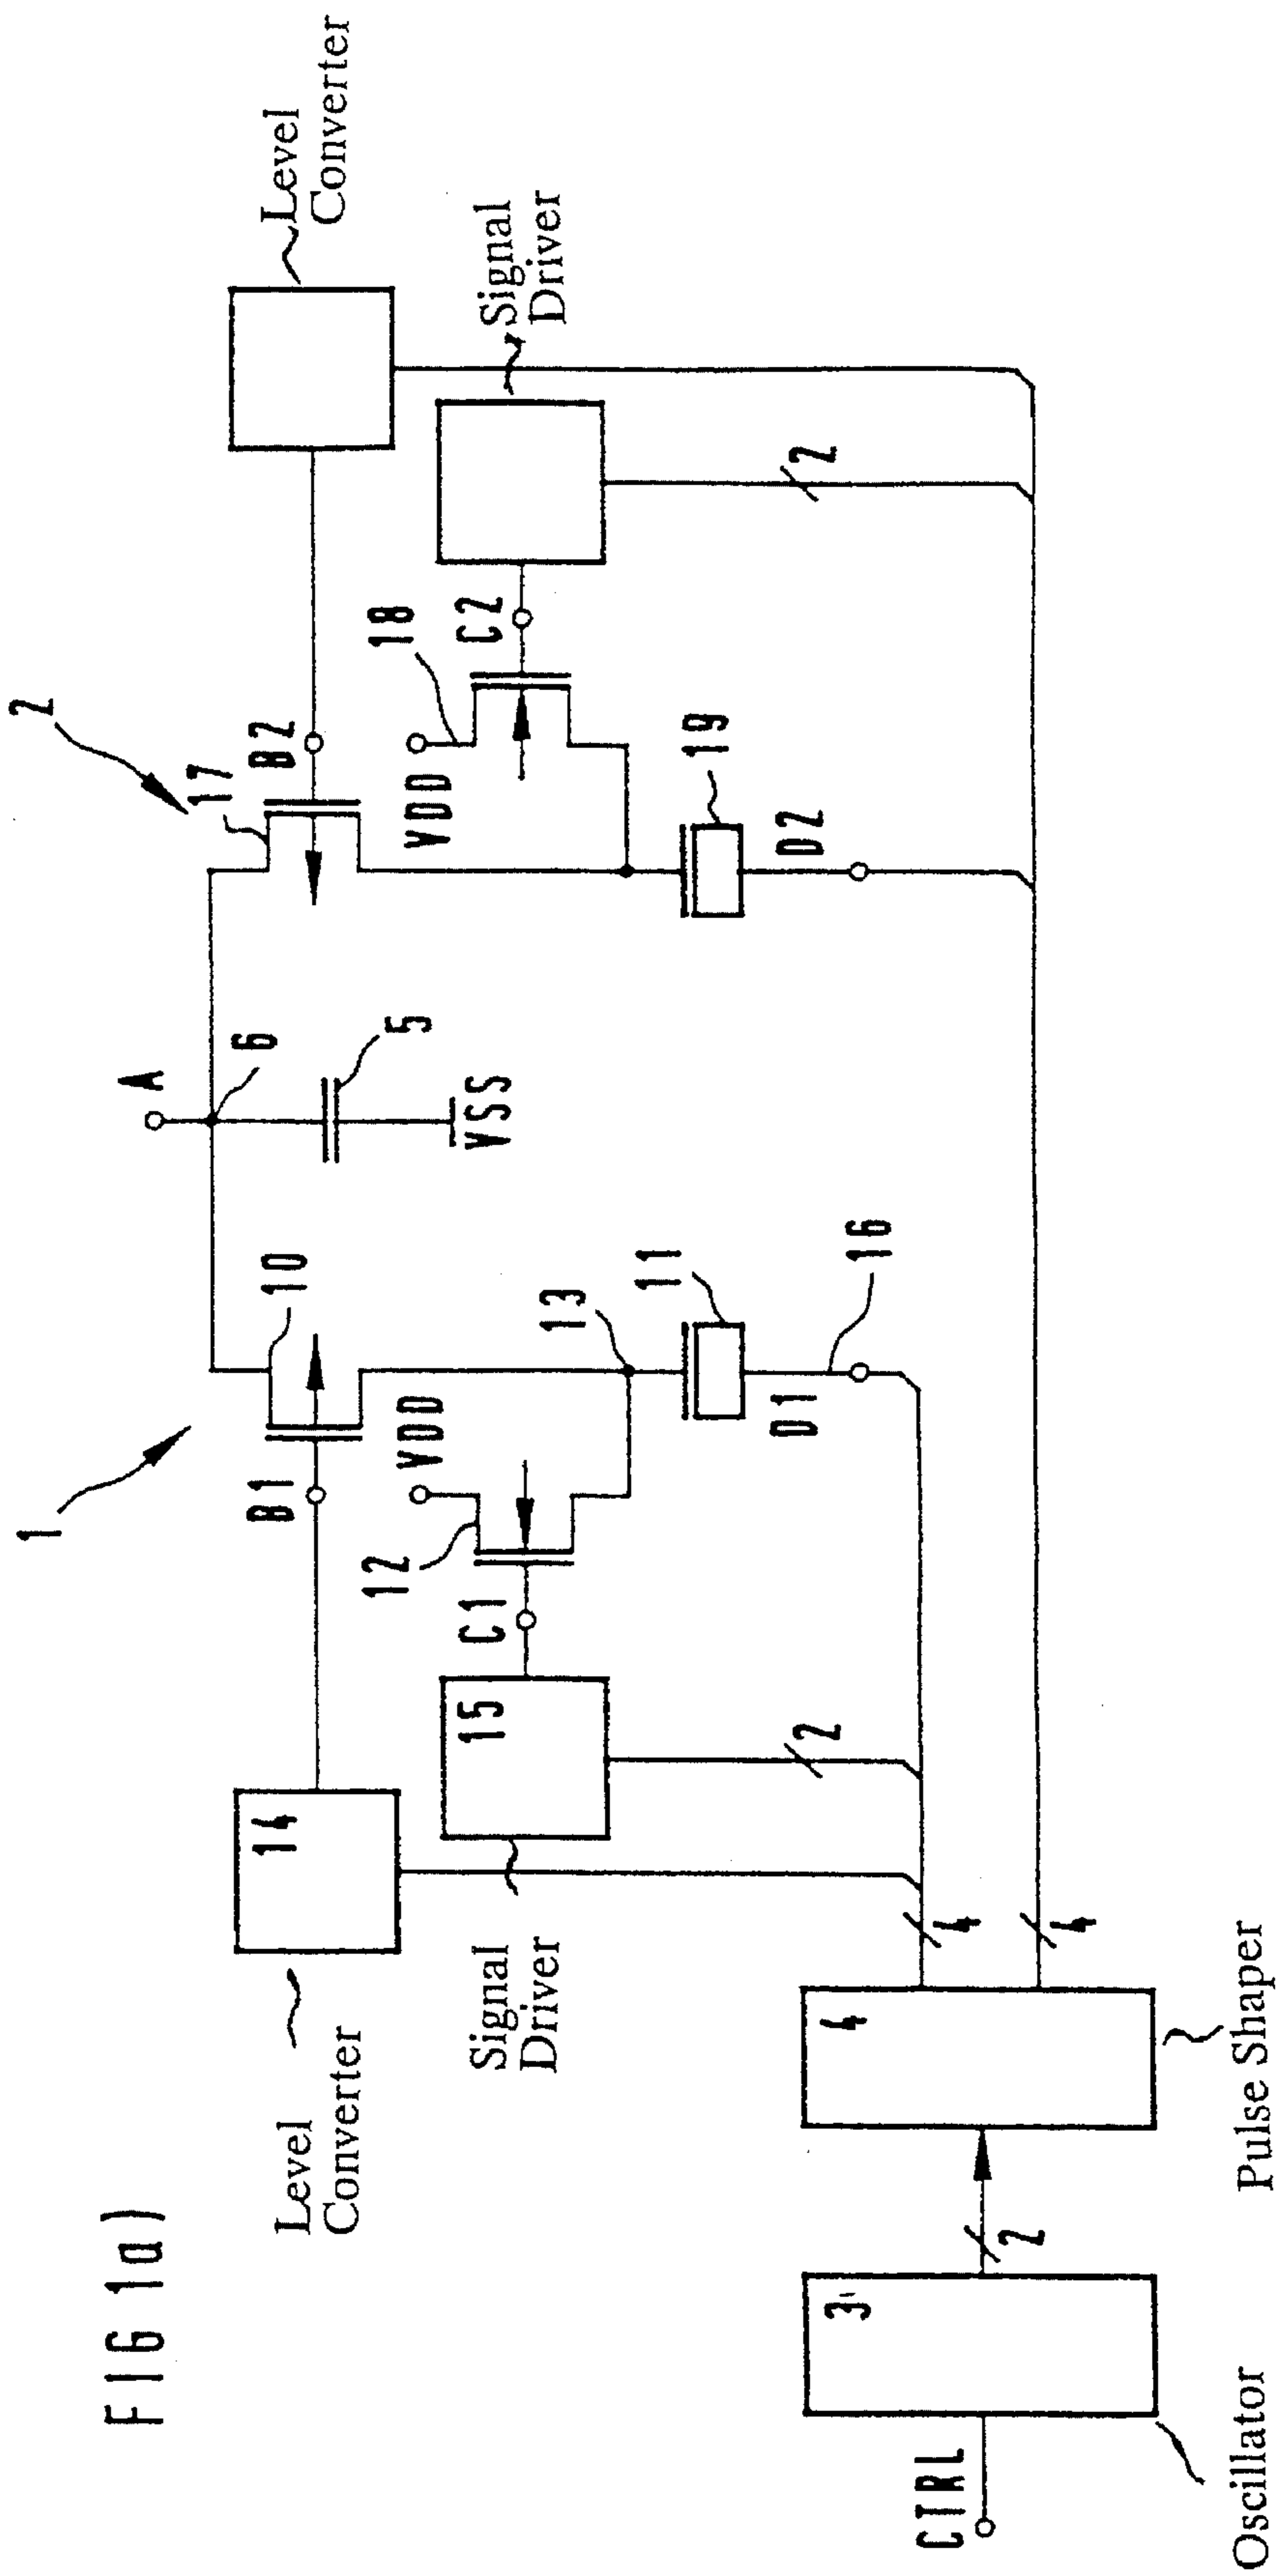 FIG 1a)
1
2
A
6
5
VSS
Level
Converter
14
B1
10
12
VDD
Signal
Driver
15
C1
13
11
D1
16
2
17
B2
Level
Converter
18
VDD
C2
Signal
Driver
19
D2
2
CTRL
3
Oscillator
2
4
Pulse Shaper
4
4